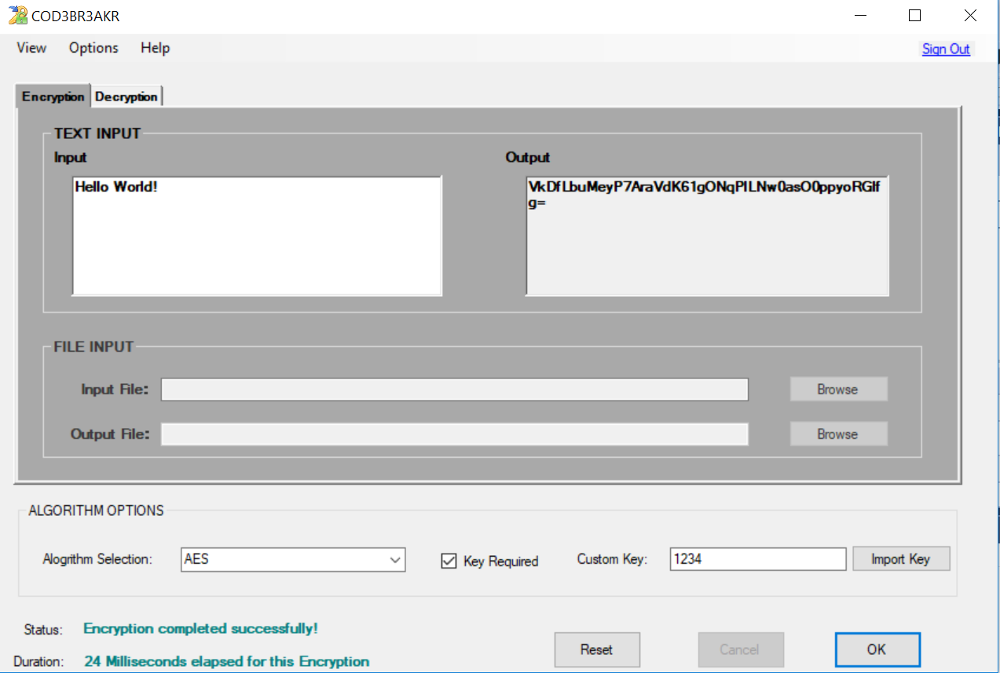 COD3BR3AKR
View Options Help Sign Out
Encryption Decryption
TEXT INPUT
Input Output
Hello World!
VkDfLbuMeyP7AraVdK61gONqPILNw0asO0ppyoRGIf
g=
FILE INPUT
Input File: Browse
Output File: Browse
ALGORITHM OPTIONS
Alogrithm Selection: AES Key Required Custom Key: 1234 Import Key
Status: Encryption completed successfully!
Duration: 24 Milliseconds elapsed for this Encryption
Reset Cancel OK